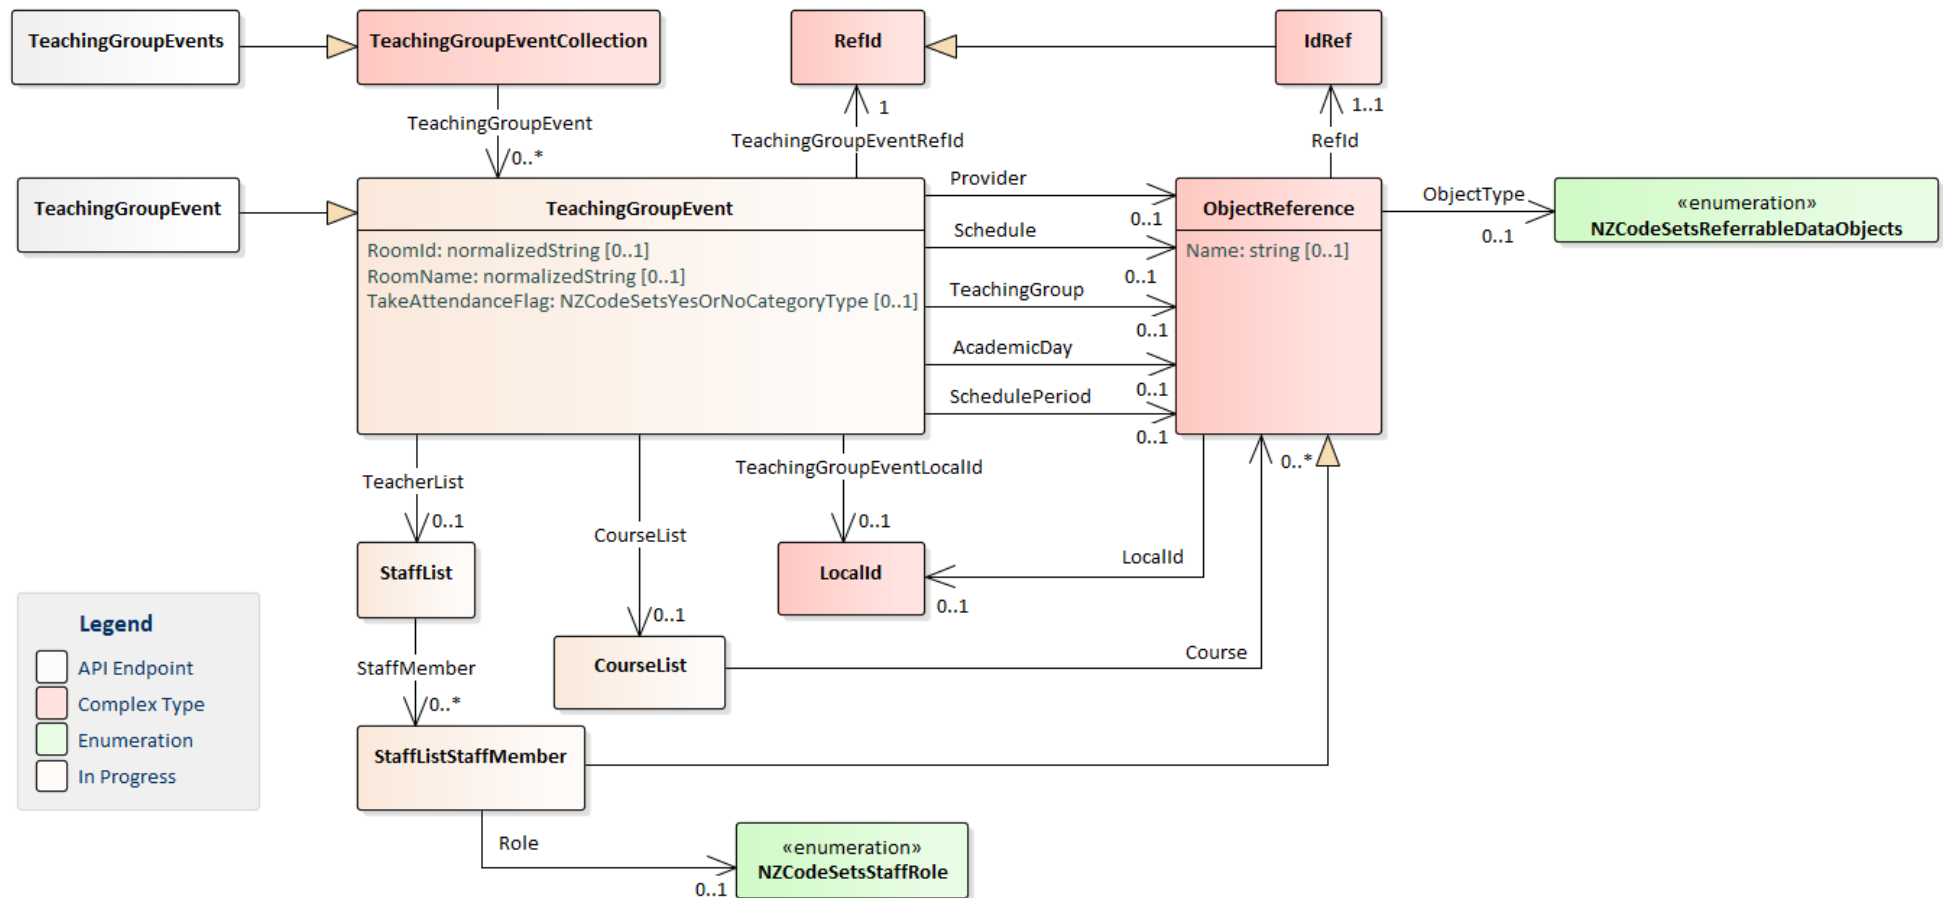 TeachingGroupEvents
TeachingGroupEventCollection
RefId
IdRef
1
1..1
TeachingGroupEvent
TeachingGroupEventRefId
RefId
0..*
TeachingGroupEvent
TeachingGroupEvent
RoomId: normalizedString [0..1]
RoomName: normalizedString [0..1]
TakeAttendanceFlag: NZCodeSetsYesOrNoCategoryType [0..1]
Provider
0..1
Schedule
0..1
TeachingGroup
0..1
AcademicDay
0..1
SchedulePeriod
0..1
ObjectReference
Name: string [0..1]
ObjectType
0..1
«enumeration»
NZCodeSetsReferrableDataObjects
TeacherList
0..1
CourseList
0..1
TeachingGroupEventLocalId
0..1
0..*
StaffList
LocalId
LocalId
0..1
StaffMember
0..*
CourseList
Course
StaffListStaffMember
Role
0..1
«enumeration»
NZCodeSetsStaffRole
Legend
API Endpoint
Complex Type
Enumeration
In Progress